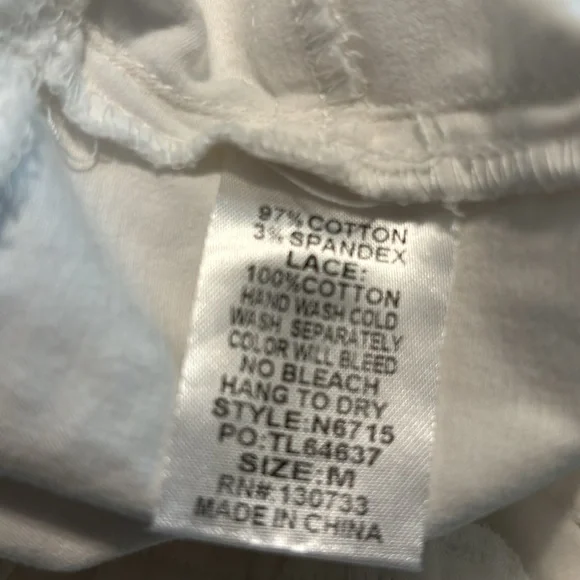 97% COTTON
3% SPANDEX
LACE:
100% COTTON
HAND WASH COLD
WASH SEPARATELY
COLOR WILL BLEED
NO BLEACH
HANG TO DRY
STYLE:N6715
PO:TL64637
SIZE:M
RN# 130733
MADE IN CHINA